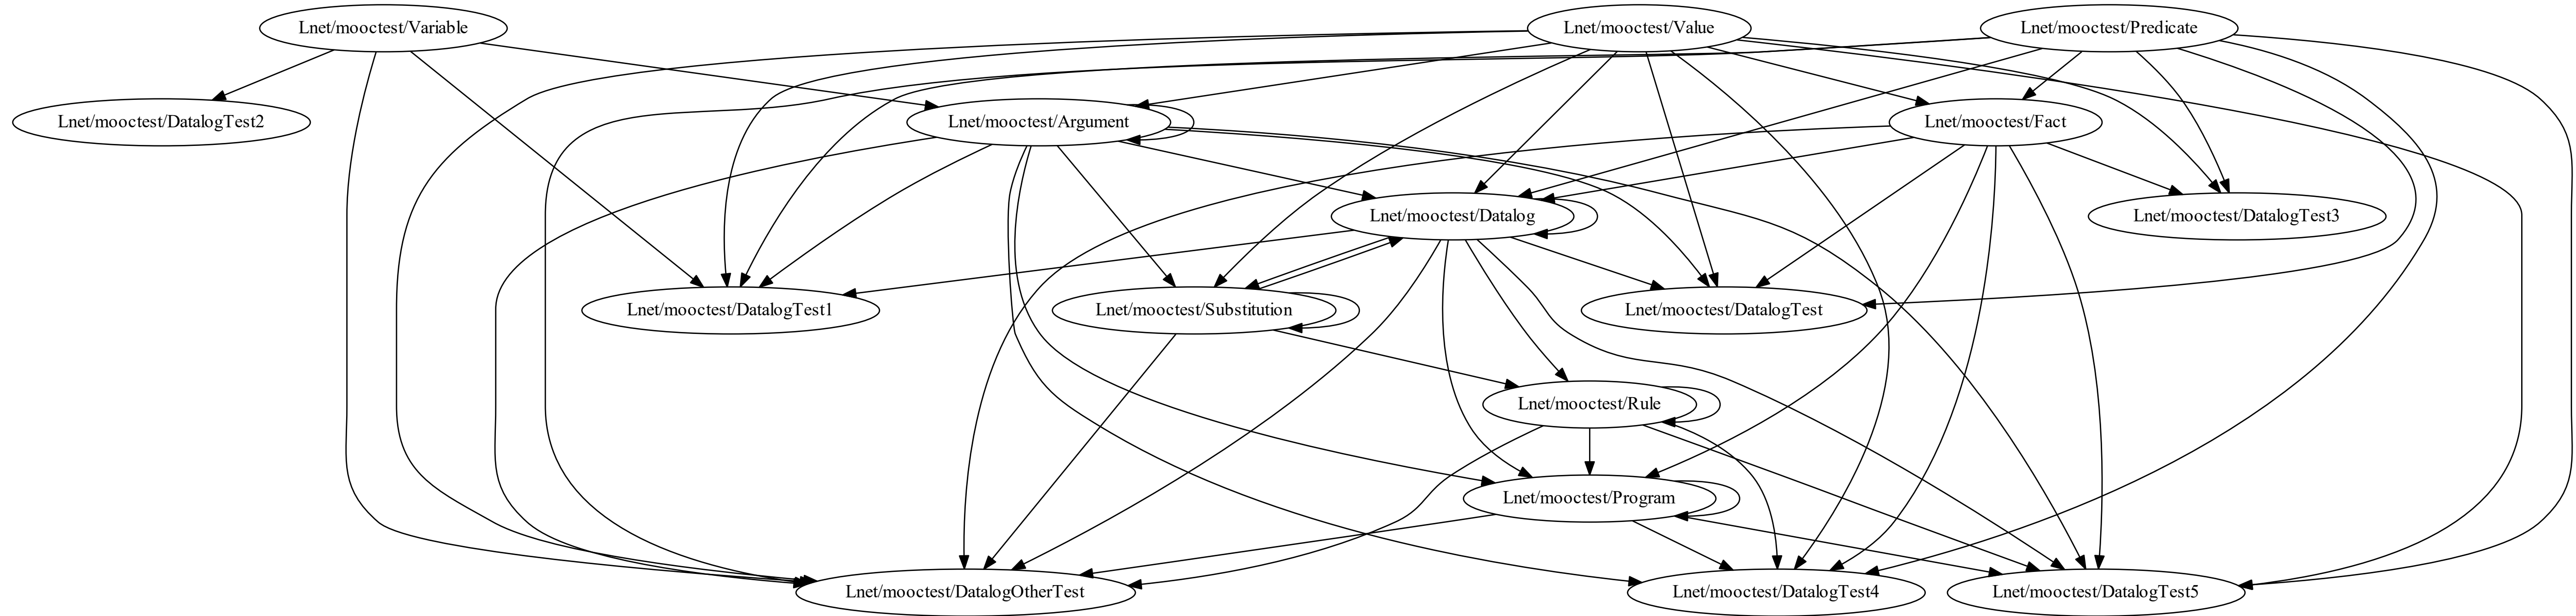 Lnet/mooctest/Variable
Lnet/mooctest/Value
Lnet/mooctest/Predicate
Lnet/mooctest/DatalogTest2
Lnet/mooctest/Argument
Lnet/mooctest/Fact
Lnet/mooctest/Datalog
Lnet/mooctest/DatalogTest3
Lnet/mooctest/DatalogTest1
Lnet/mooctest/Substitution
Lnet/mooctest/DatalogTest
Lnet/mooctest/Rule
Lnet/mooctest/Program
Lnet/mooctest/DatalogOtherTest
Lnet/mooctest/DatalogTest4
Lnet/mooctest/DatalogTest5